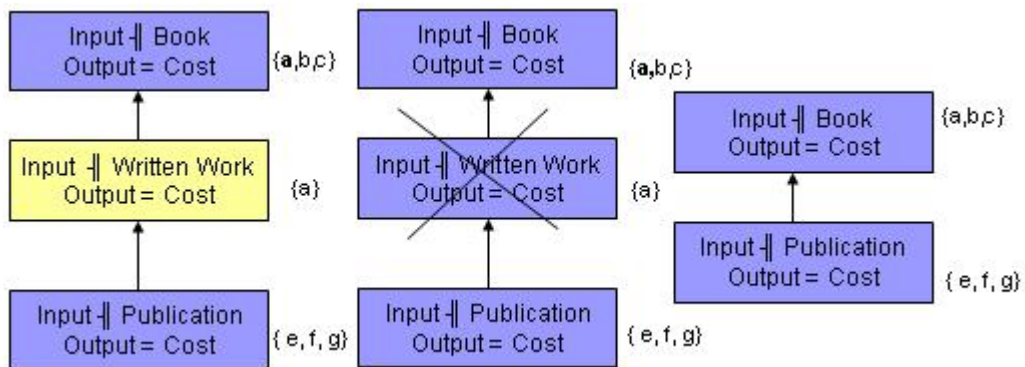 Input ⫣ Book
Output = Cost
{a,b,c}
Input ⫣ Written Work
Output = Cost
{a}
Input ⫣ Publication
Output = Cost
{ e, f, g}
Input ⫣ Book
Output = Cost
{a,b,c}
Input ⫣ Written Work
Output = Cost
{a}
Input ⫣ Publication
Output = Cost
{ e, f, g}
Input ⫣ Book
Output = Cost
{a,b,c}
Input ⫣ Publication
Output = Cost
{ e, f, g}